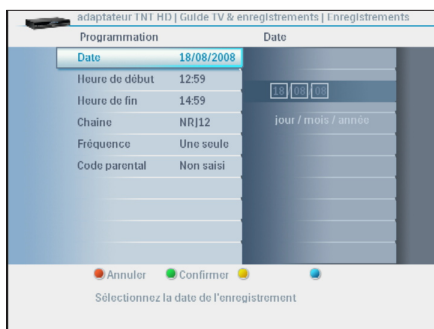 adaptateur TNT HD | Guide TV & enregistrements | Enregistrements
Programmation Date
Date 18/08/2008
Heure de début 12:59
18/08/08
Heure de fin 14:59
Chaine NRJ12
jour / mois / année
Fréquence Une seule
Code parental Non saisi
Annuler Confirmer
Sélectionnez la date de l'enregistrement